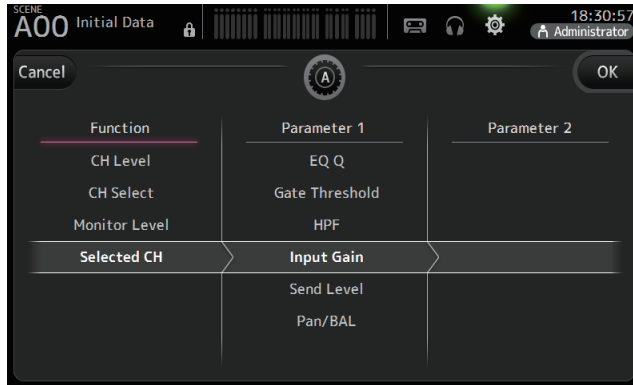 SCENE
A00 Initial Data
18:30:57
Administrator
Cancel
A
OK
Function
Parameter 1
Parameter 2
CH Level
EQ Q
CH Select
Gate Threshold
Monitor Level
HPF
Selected CH
Input Gain
Send Level
Pan/BAL